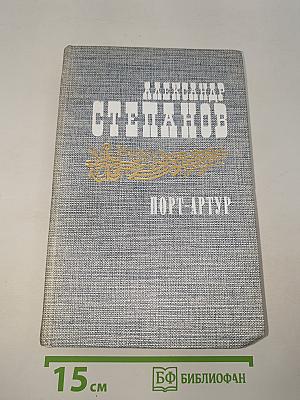 АЛЕКСАНДР
СТЕПАНОВ
ПОРТ-АРТУР
15 см
БФ БИБЛИОФАН